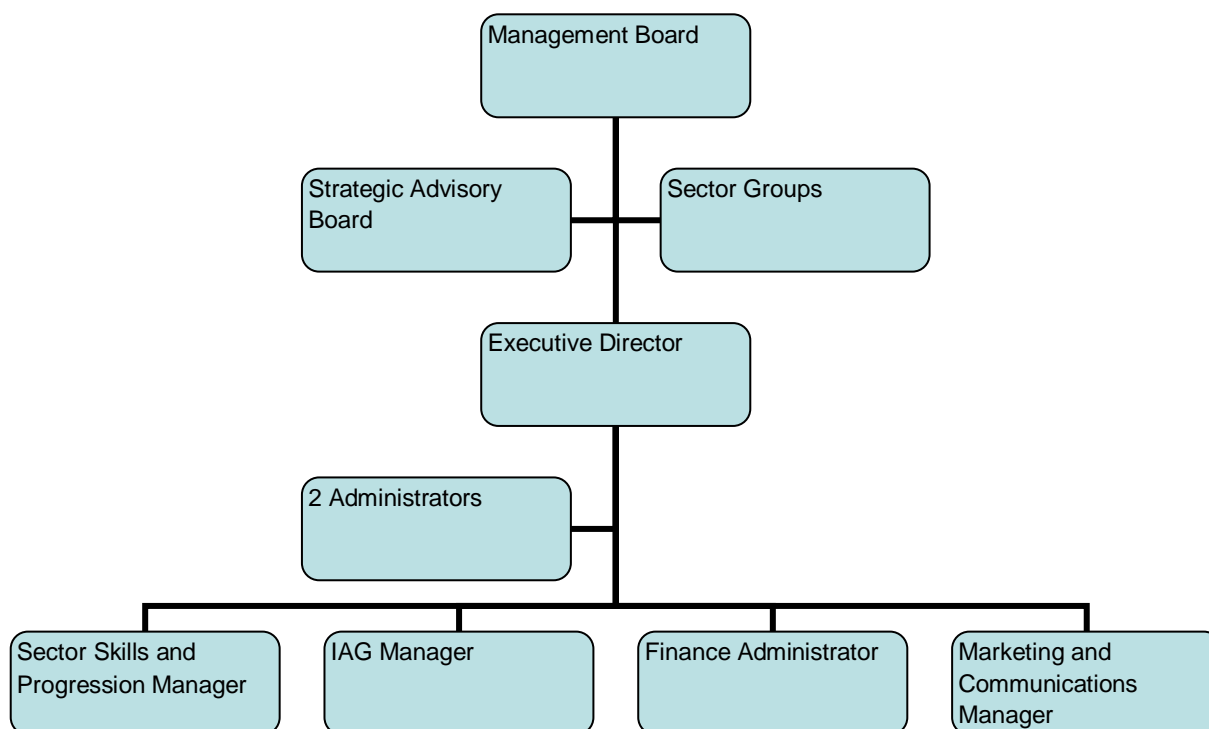 Management Board
Strategic Advisory
Board
Sector Groups
Executive Director
2 Administrators
Sector Skills and
Progression Manager
IAG Manager
Finance Administrator
Marketing and
Communications
Manager